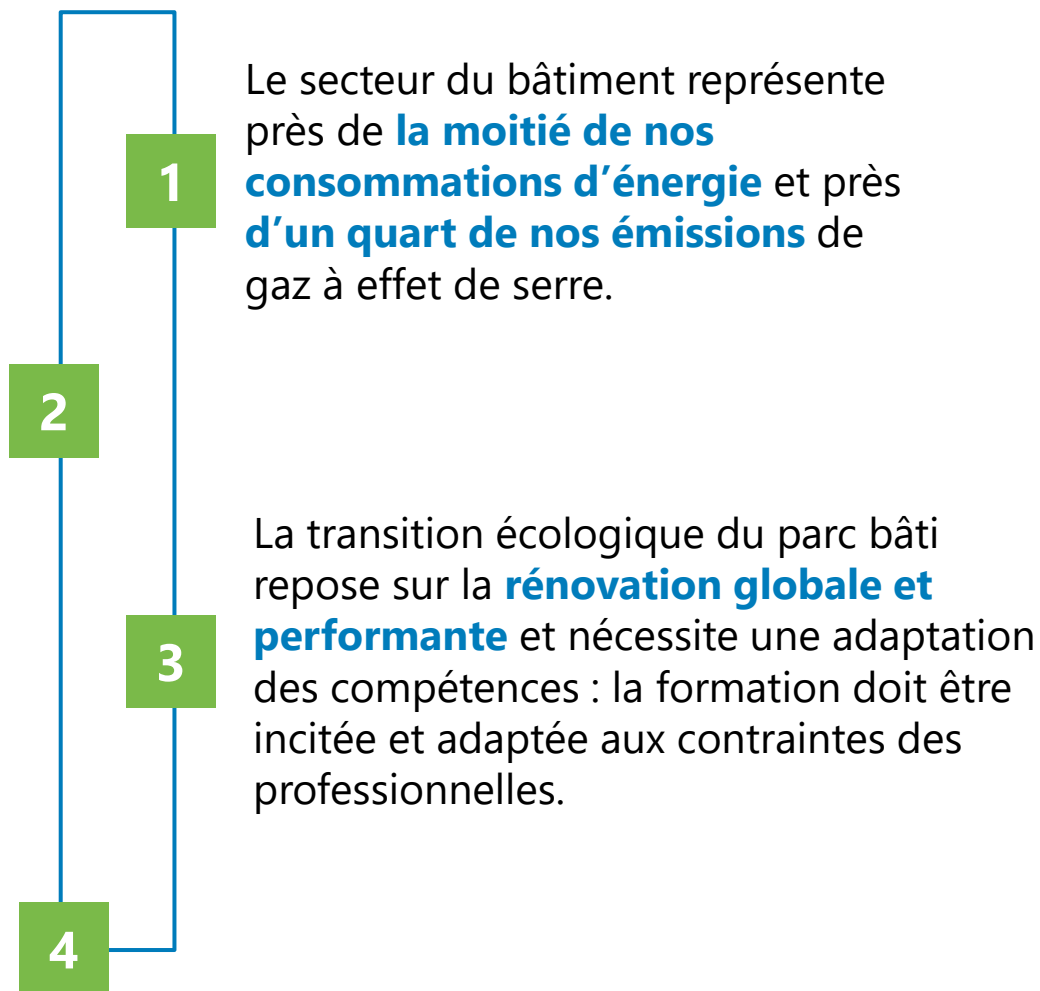 1
Le secteur du bâtiment représente
près de la moitié de nos
consommations d’énergie et près
d’un quart de nos émissions de
gaz à effet de serre.
2
3
La transition écologique du parc bâti
repose sur la rénovation globale et
performante et nécessite une adaptation
des compétences : la formation doit être
incitée et adaptée aux contraintes des
professionnelles.
4